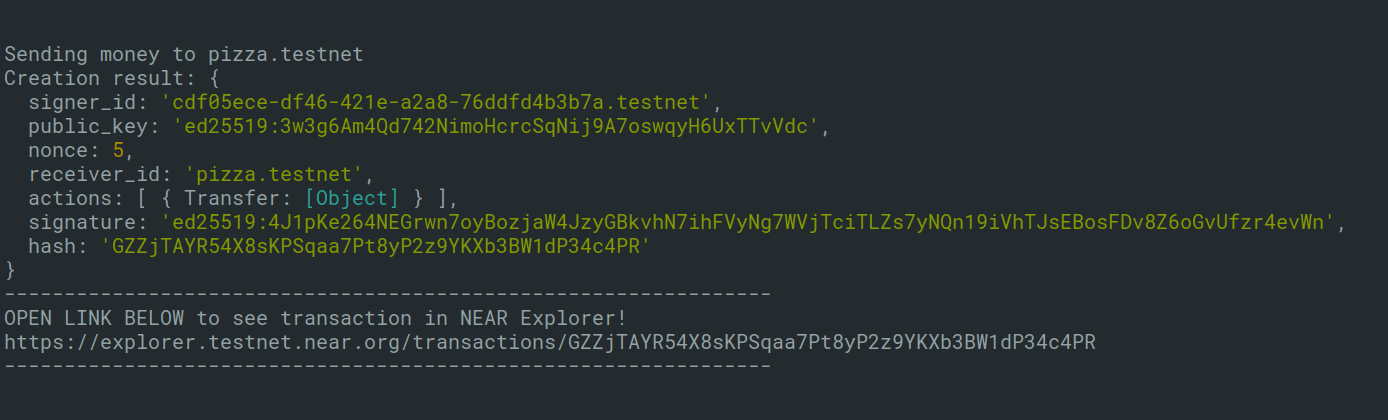 Sending money to pizza.testnet
Creation result: {
  signer_id: 'cdf05ece-df46-421e-a2a8-76ddfd4b3b7a.testnet',
  public_key: 'ed25519:3w3g6Am4Qd742NimoHcrcSqNij9A7oswqyH6UxTTvVdc',
  nonce: 5,
  receiver_id: 'pizza.testnet',
  actions: [ { Transfer: [Object] } ],
  signature: 'ed25519:4J1pKe264NEGrwn7oyBozjaW4JzyGBkvhN7ihFVyNg7WVjTciTLZs7yNQn19iVhTJsEBosFDv8Z6oGvUfzr4evWn',
  hash: 'GZZjTAYR54X8sKPSqaa7Pt8yP2z9YKXb3BW1dP34c4PR'
}
----------------------------------------------------------------
OPEN LINK BELOW to see transaction in NEAR Explorer!
https://explorer.testnet.near.org/transactions/GZZjTAYR54X8sKPSqaa7Pt8yP2z9YKXb3BW1dP34c4PR
----------------------------------------------------------------